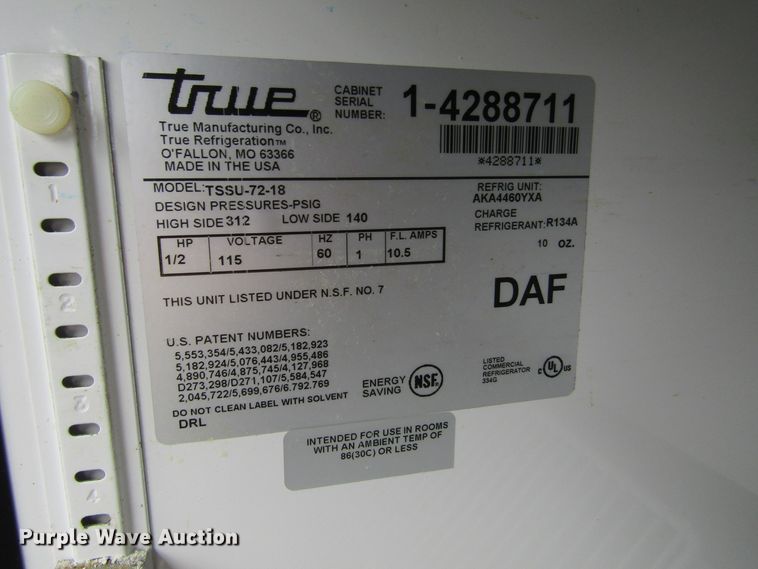 true®
True Manufacturing Co., Inc.
True Refrigeration™
O'FALLON, MO 63366
MADE IN THE USA
CABINET
SERIAL
NUMBER:
1-4288711
*4288711*
MODEL:TSSU-72-18
DESIGN PRESSURES-PSIG
HIGH SIDE 312 LOW SIDE 140
REFRIG UNIT:
AKA4460YXA
CHARGE
REFRIGERANT:R134A
10 OZ.
HP VOLTAGE HZ PH F.L. AMPS
1/2 115 60 1 10.5
THIS UNIT LISTED UNDER N.S.F. NO. 7
DAF
U.S. PATENT NUMBERS:
5,553,354/5,433,082/5,182,923
5,182,924/5,076,443/4,955,486
4,890,746/4,875,745/4,127,968
D273,298/D271,107/5,584,547
2,045,722/5,699,676/6.792.769
DO NOT CLEAN LABEL WITH SOLVENT
DRL
ENERGY
SAVING
NSF®
LISTED
COMMERCIAL
REFRIGERATOR
334G
C UL US
INTENDED FOR USE IN ROOMS
WITH AN AMBIENT TEMP OF
86(30C) OR LESS
1
2
3
4
Purple Wave Auction